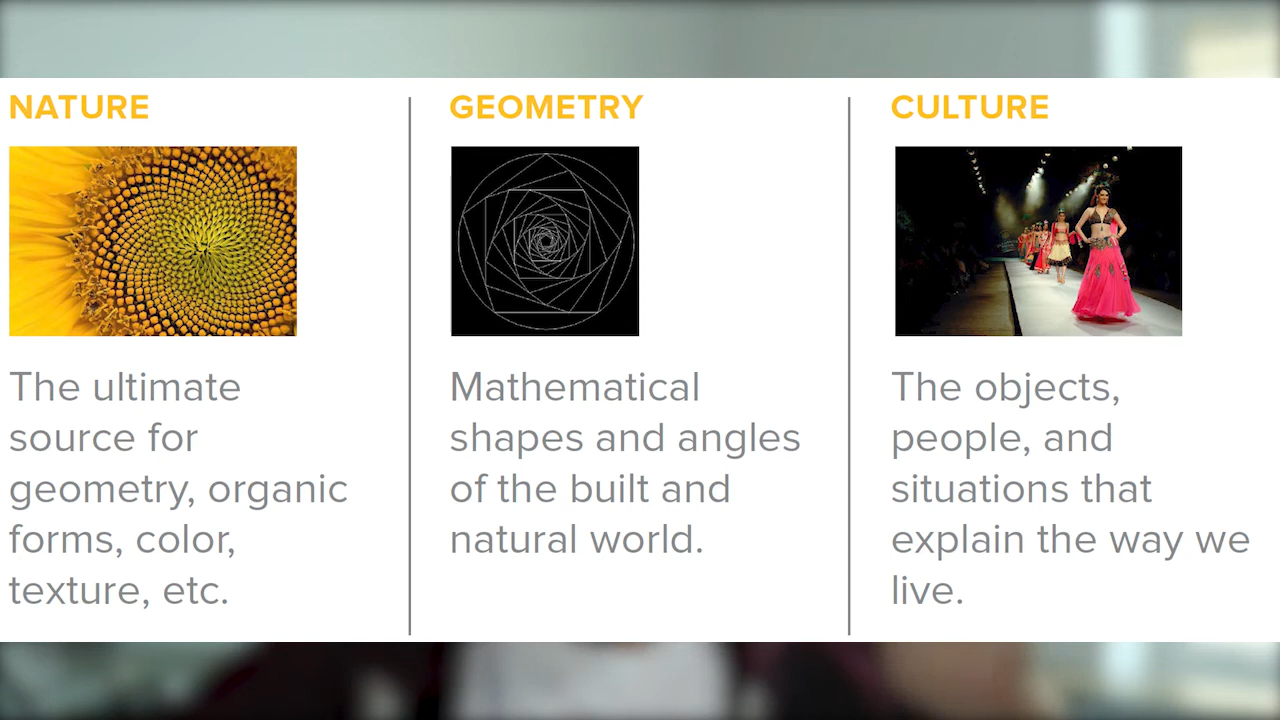 NATURE
The ultimate
source for
geometry, organic
forms, color,
texture, etc.
GEOMETRY
Mathematical
shapes and angles
of the built and
natural world.
CULTURE
The objects,
people, and
situations that
explain the way we
live.